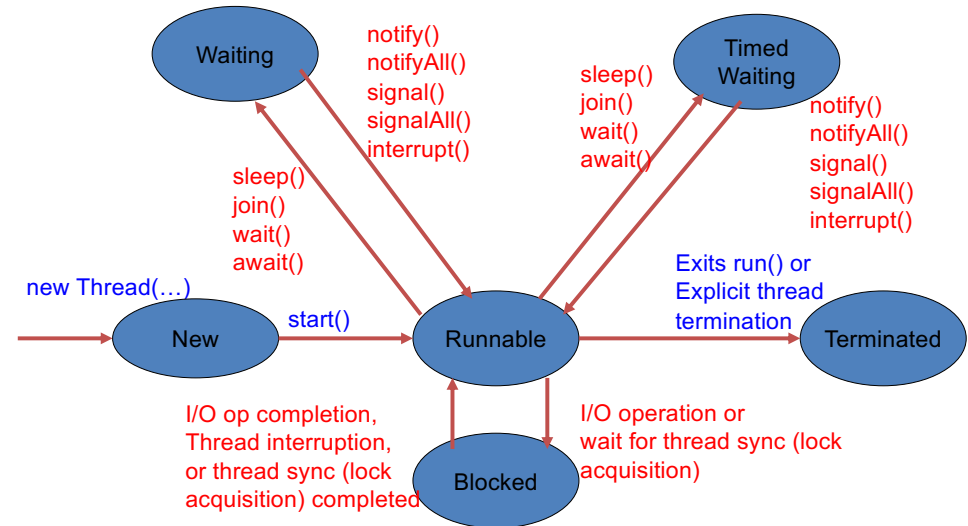 Waiting
notify()
notifyAll()
signal()
signalAll()
interrupt()
sleep()
join()
wait()
await()
Timed
Waiting
notify()
notifyAll()
signal()
signalAll()
interrupt()
sleep()
join()
wait()
await()
new Thread(…)
New
start()
Runnable
Exits run() or
Explicit thread
termination
Terminated
I/O op completion,
Thread interruption,
or thread sync (lock
acquisition) completed
Blocked
I/O operation or
wait for thread sync (lock
acquisition)